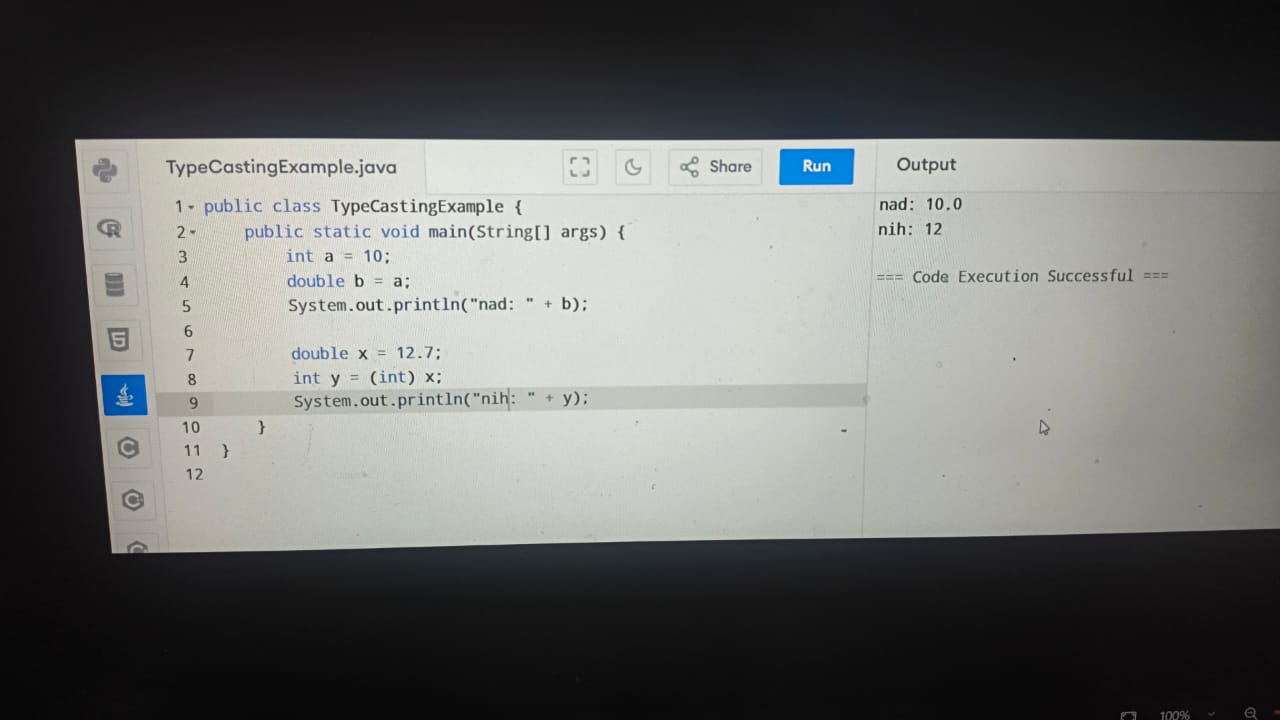 TypeCastingExample.java
Share
Run
Output
1 public class TypeCastingExample {
2 public static void main(String[] args) {
3 int a = 10;
4 double b = a;
5 System.out.println("nad: " + b);
6
7 double x = 12.7;
8 int y = (int) x;
9 System.out.println("nih: " + y);
10 }
11 }
12
nad: 10.0
nih: 12
=== Code Execution Successful ===
100%